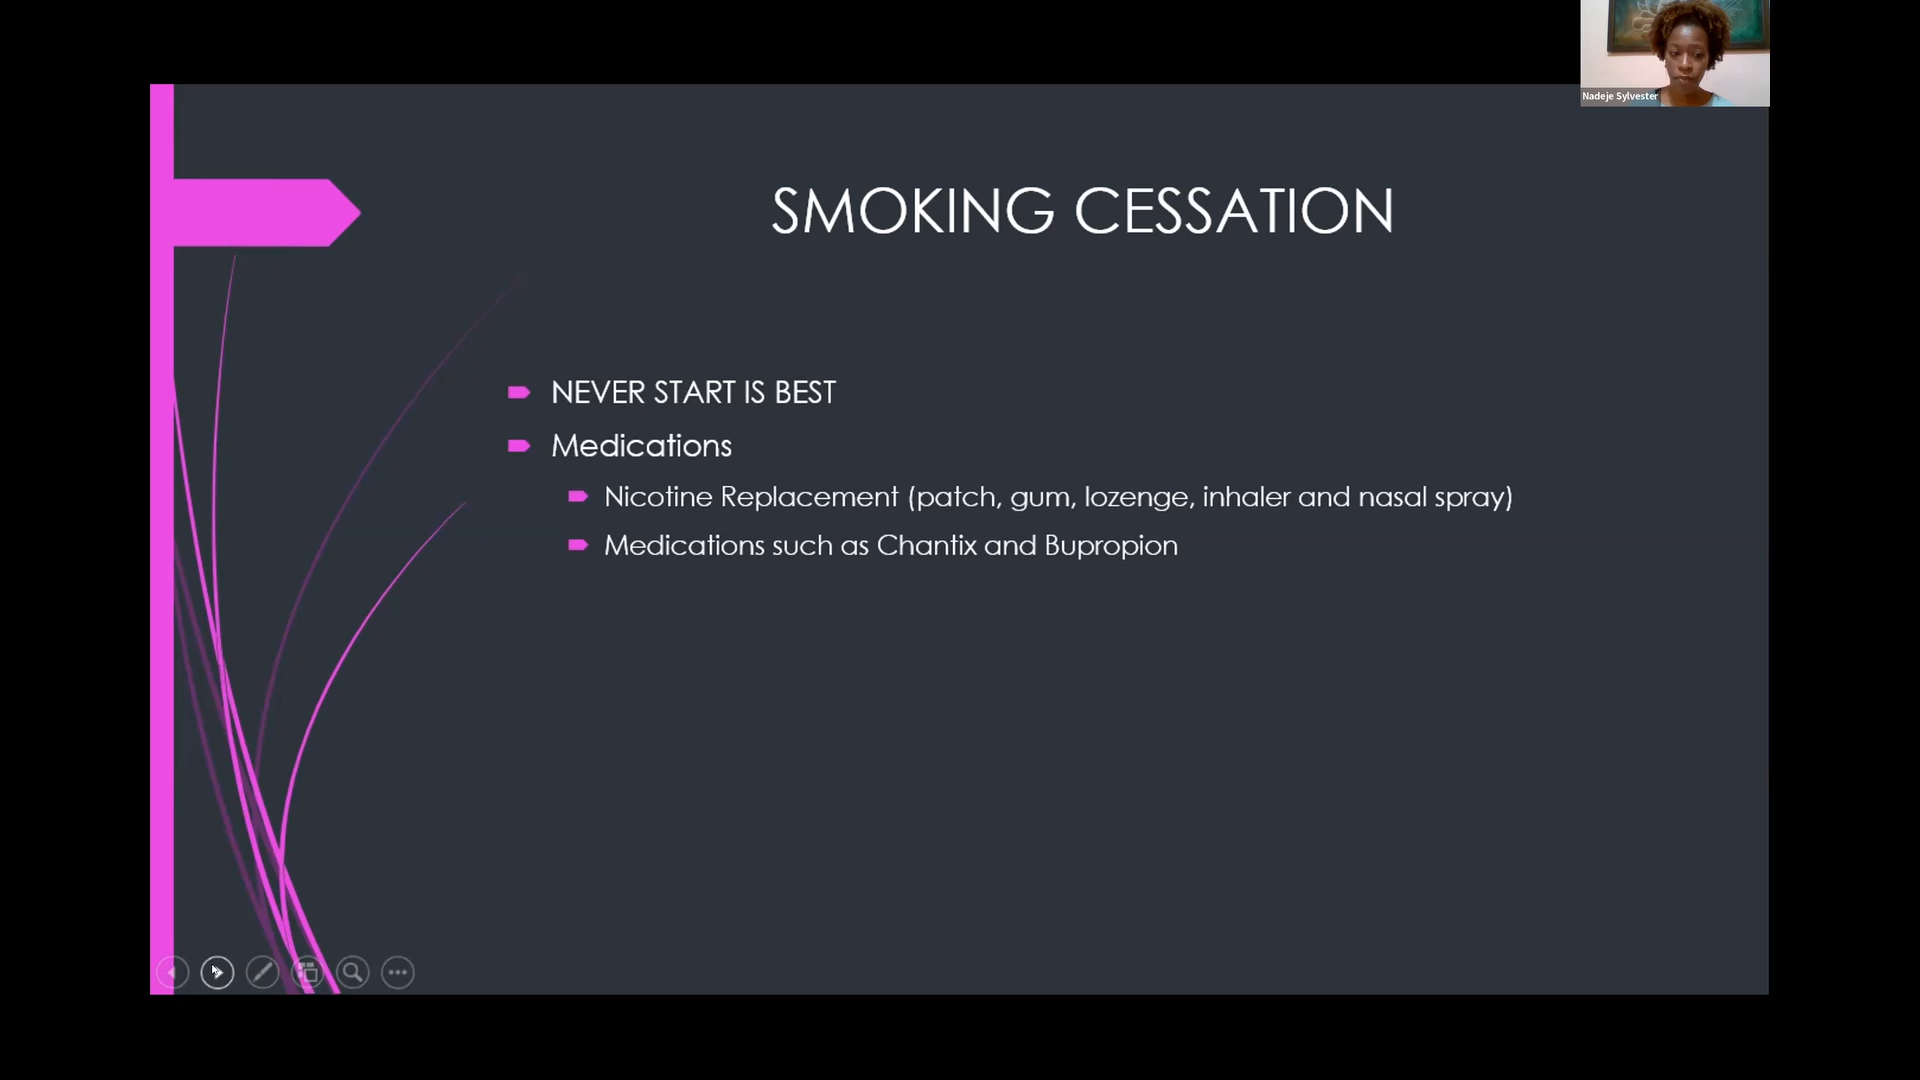 Nadeje Sylvester
SMOKING CESSATION
NEVER START IS BEST
Medications
Nicotine Replacement (patch, gum, lozenge, inhaler and nasal spray)
Medications such as Chantix and Bupropion